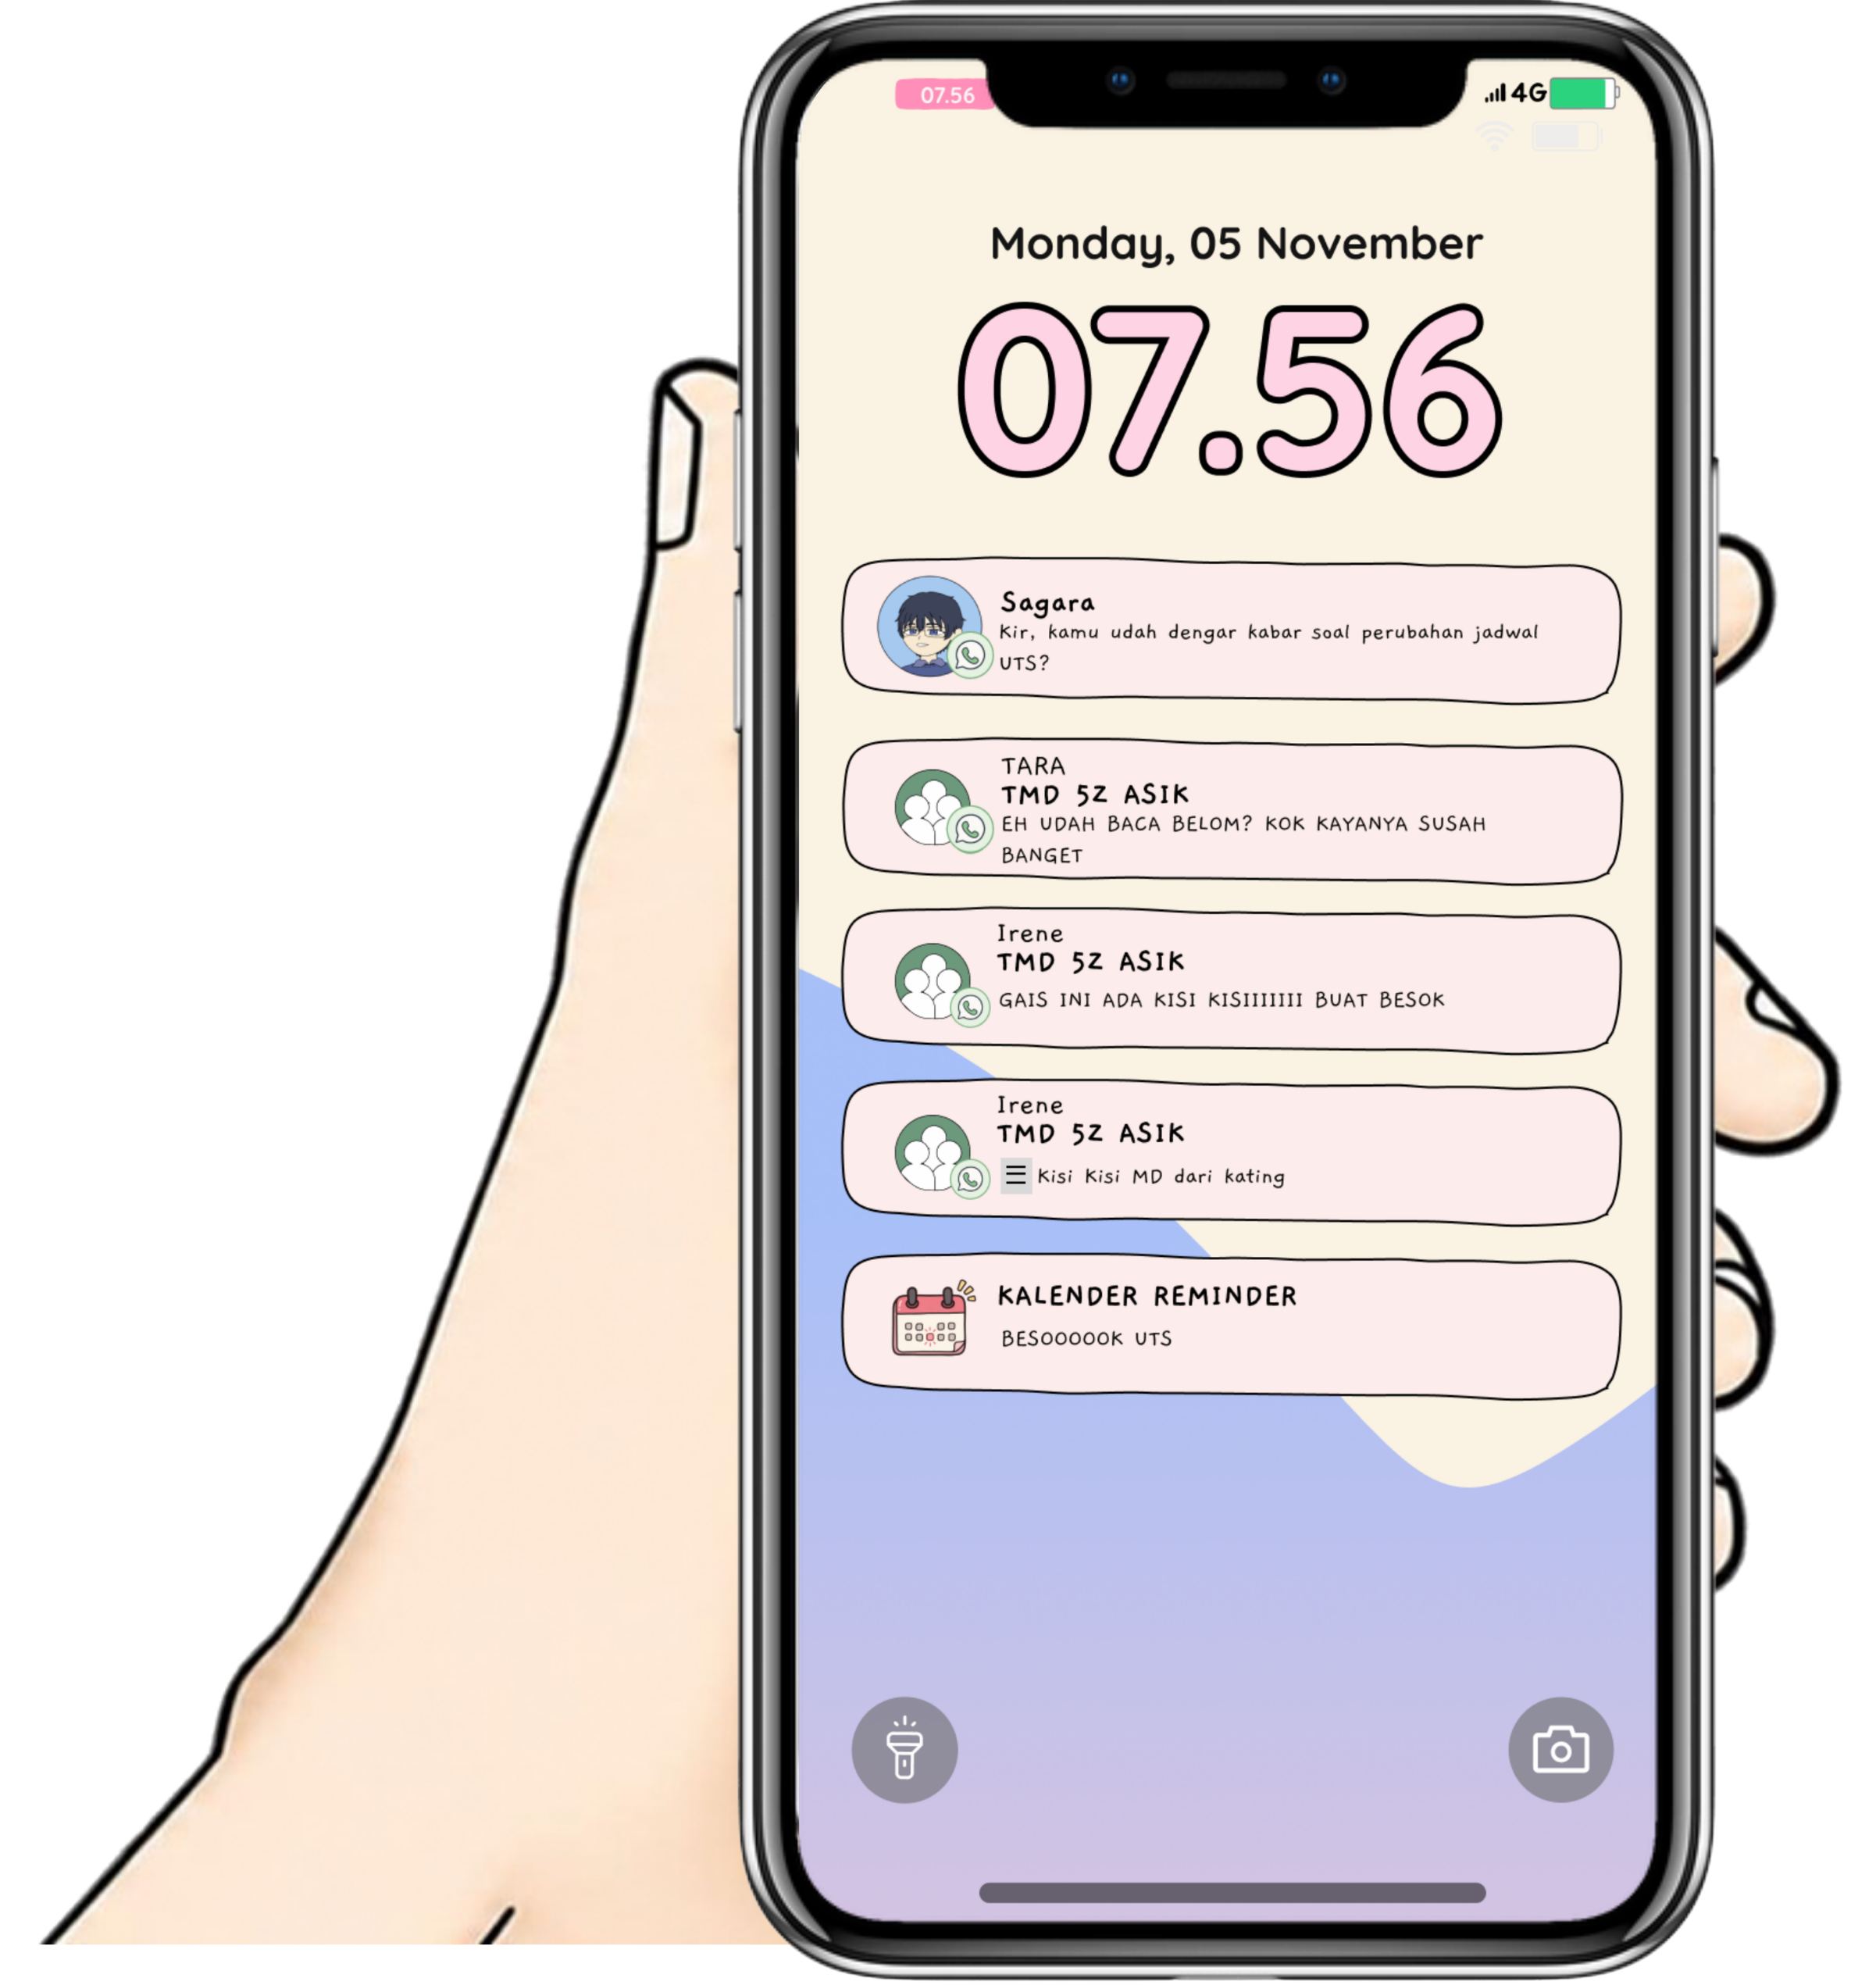 07.56
4G
Monday, 05 November
07.56
Sagara
Kir, kamu udah dengar kabar soal perubahan jadwal
UTS?
TARA
TMD 5Z ASIK
EH UDAH BACA BELOM? KOK KAYANYA SUSAH
BANGET
Irene
TMD 5Z ASIK
GAIS INI ADA KISI KISIIIIIII BUAT BESOK
Irene
TMD 5Z ASIK
Kisi Kisi MD dari kating
KALENDER REMINDER
BESOOOOOK UTS